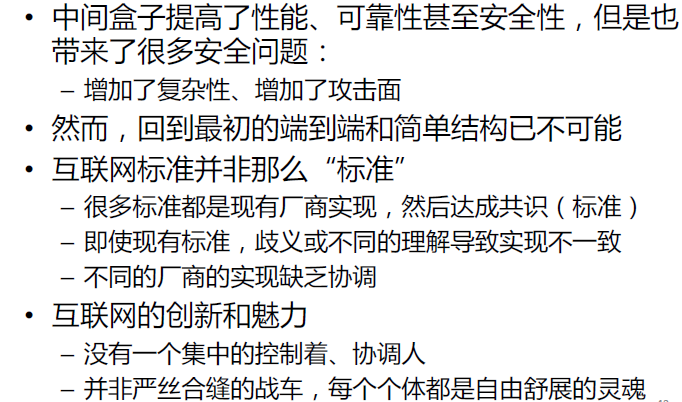 • 中间盒子提高了性能、可靠性甚至安全性，但是也
带来了很多安全问题：
– 增加了复杂性、增加了攻击面
• 然而，回到最初的端到端和简单结构已不可能
• 互联网标准并非那么“标准”
– 很多标准都是现有厂商实现，然后达成共识（标准）
– 即使现有标准，歧义或不同的理解导致实现不一致
– 不同的厂商的实现缺乏协调
• 互联网的创新和魅力
– 没有一个集中的控制着、协调人
– 并非严丝合缝的战车，每个个体都是自由舒展的灵魂